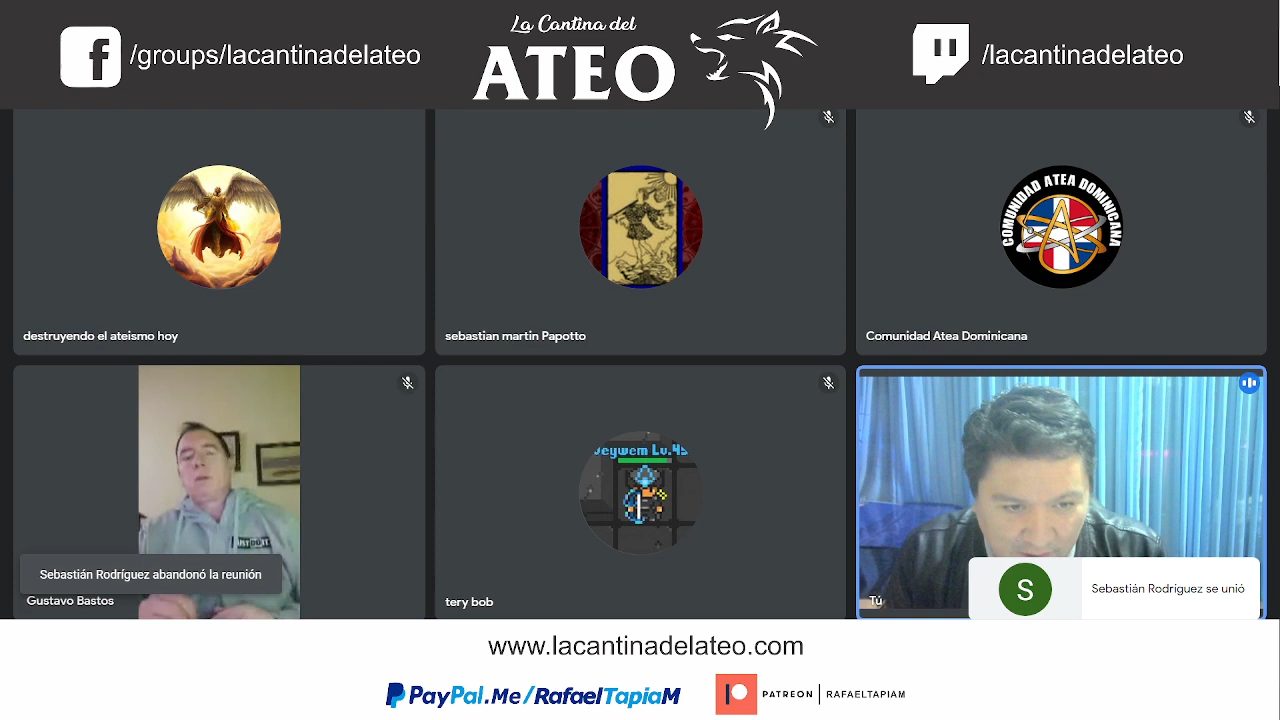 /groups/lacantinadelateo
La Cantina del
ATEO
/lacantinadelateo
destruyendo el ateismo hoy
sebastian martin Papotto
COMUNIDAD ATEA DOMINICANA
Comunidad Atea Dominicana
Sebastián Rodríguez abandonó la reunión
Gustavo Bastos
tery bob
Tú
S
Sebastián Rodríguez se unió
www.lacantinadelateo.com
PayPal.Me/RafaelTapiaM
PATREON | RAFAELTAPIAM